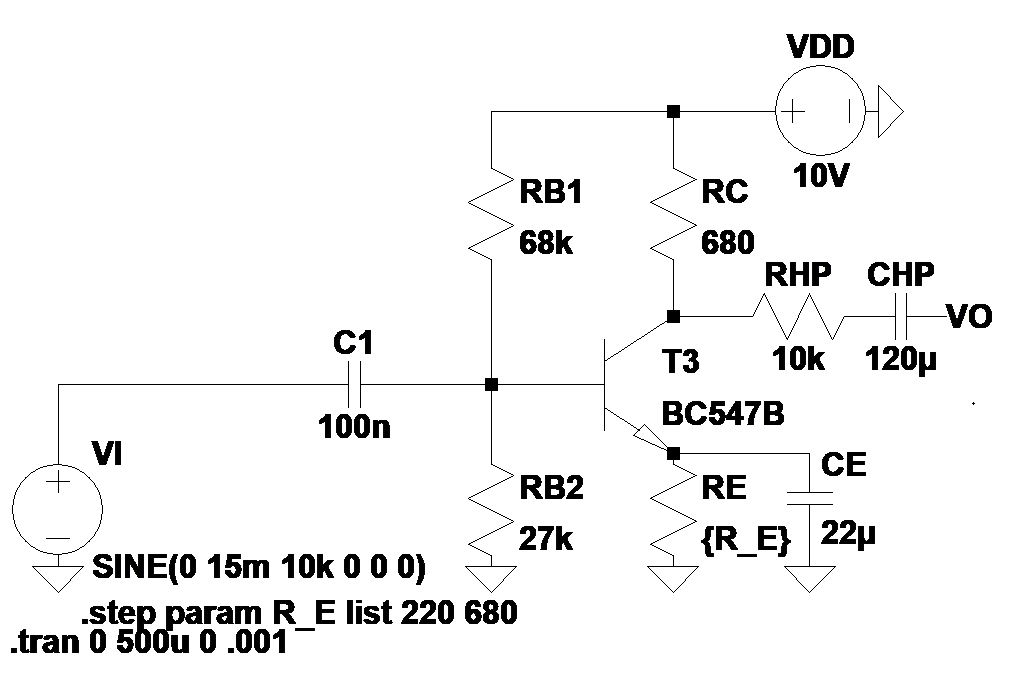 VDD
10V
RB1
68k
RC
680
RHP
10k
CHP
120µ
VO
C1
100n
T3
BC547B
VI
RB2
27k
RE
{R_E}
CE
22µ
SINE(0 15m 10k 0 0 0)
.step param R_E list 220 680
.tran 0 500u 0 .001